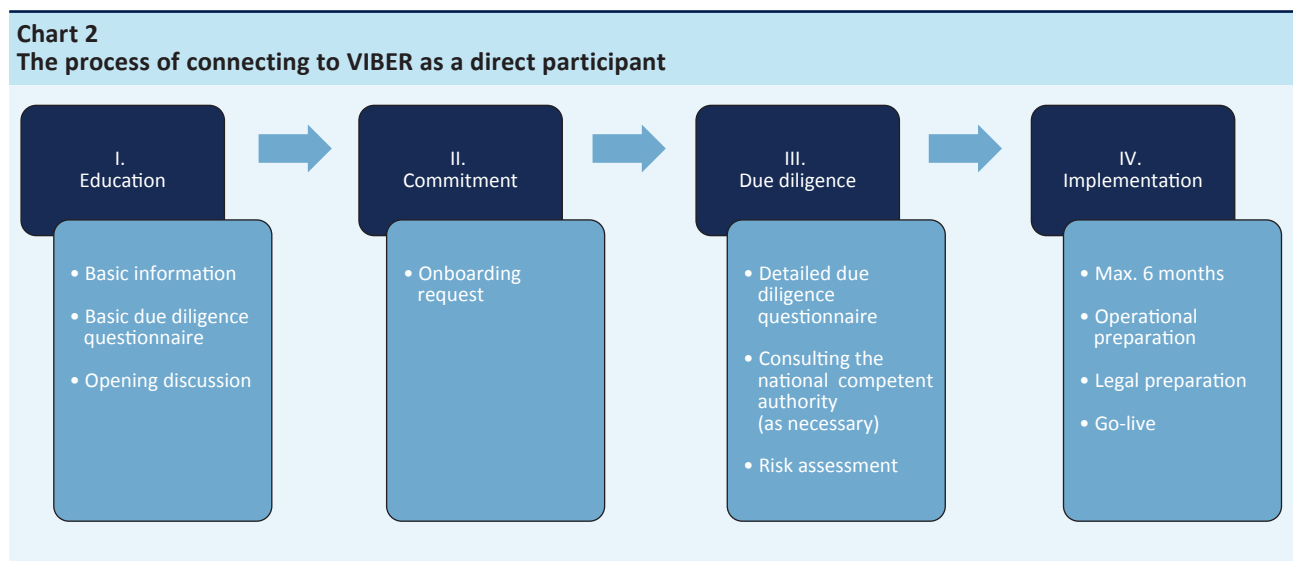 Chart 2
The process of connecting to VIBER as a direct participant
I.
Education
• Basic information
• Basic due diligence
questionnaire
• Opening discussion
II.
Commitment
• Onboarding
request
III.
Due diligence
• Detailed due
diligence
questionnaire
• Consulting the
national competent
authority
(as necessary)
• Risk assessment
IV.
Implementation
• Max. 6 months
• Operational
preparation
• Legal preparation
• Go-live